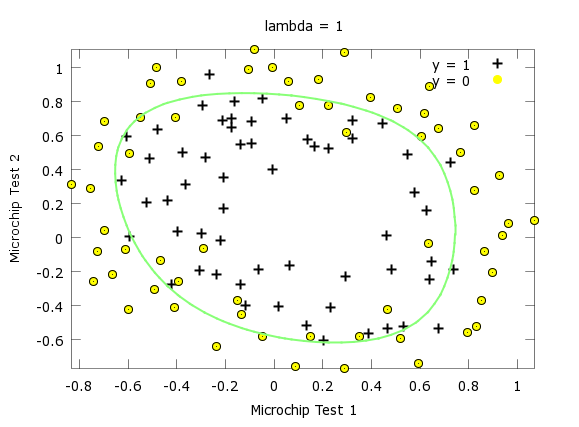 lambda = 1
y = 1
y = 0
1
0.8
0.6
0.4
0.2
0
-0.2
-0.4
-0.6
Microchip Test 2
-0.8 -0.6 -0.4 -0.2 0 0.2 0.4 0.6 0.8 1
Microchip Test 1